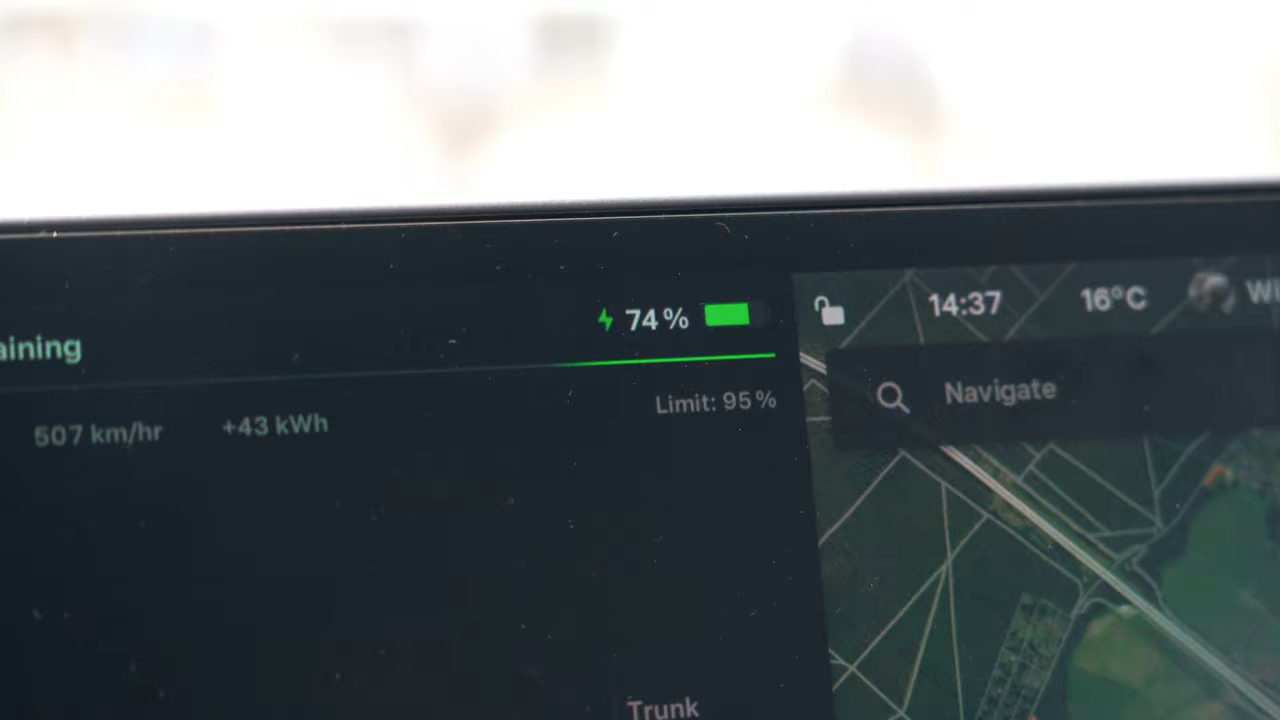 74%
14:37
16°C
aining
Limit: 95%
Navigate
507 km/hr
+43 kWh
Trunk